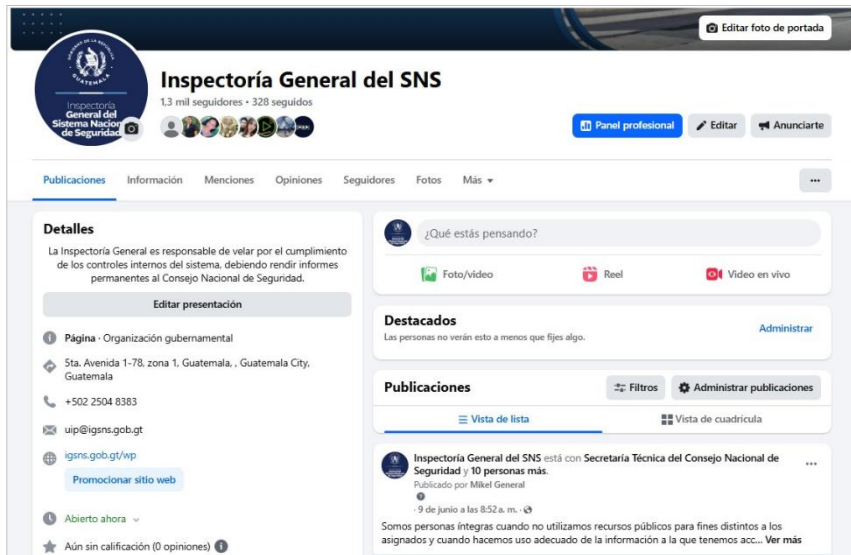 Editar foto de portada
GOBIERNO DE LA REPÚBLICA
GUATEMALA
Inspectoría
General del
Sistema Nacion
de Seguridad
Inspectoría General del SNS
1,3 mil seguidores • 328 seguidos
Panel profesional
Editar
Anunciarte
Publicaciones
Información
Menciones
Opiniones
Seguidores
Fotos
Más
Detalles
La Inspectoría General es responsable de velar por el cumplimiento
de los controles internos del sistema, debiendo rendir informes
permanentes al Consejo Nacional de Seguridad.
Editar presentación
Página · Organización gubernamental
5ta. Avenida 1-78, zona 1, Guatemala, , Guatemala City,
Guatemala
+502 2504 8383
uip@igsns.gob.gt
igsns.gob.gt/wp
Promocionar sitio web
Abierto ahora
Aún sin calificación (0 opiniones)
¿Qué estás pensando?
Foto/video
Reel
Video en vivo
Destacados
Las personas no verán esto a menos que fijes algo.
Administrar
Publicaciones
Filtros
Administrar publicaciones
Vista de lista
Vista de cuadrícula
Inspectoría General del SNS está con Secretaría Técnica del Consejo Nacional de
Seguridad y 10 personas más.
Publicado por Mikel General
· 9 de junio a las 8:52 a. m. ·
Somos personas íntegras cuando no utilizamos recursos públicos para fines distintos a los
asignados y cuando hacemos uso adecuado de la información a la que tenemos acc... Ver más